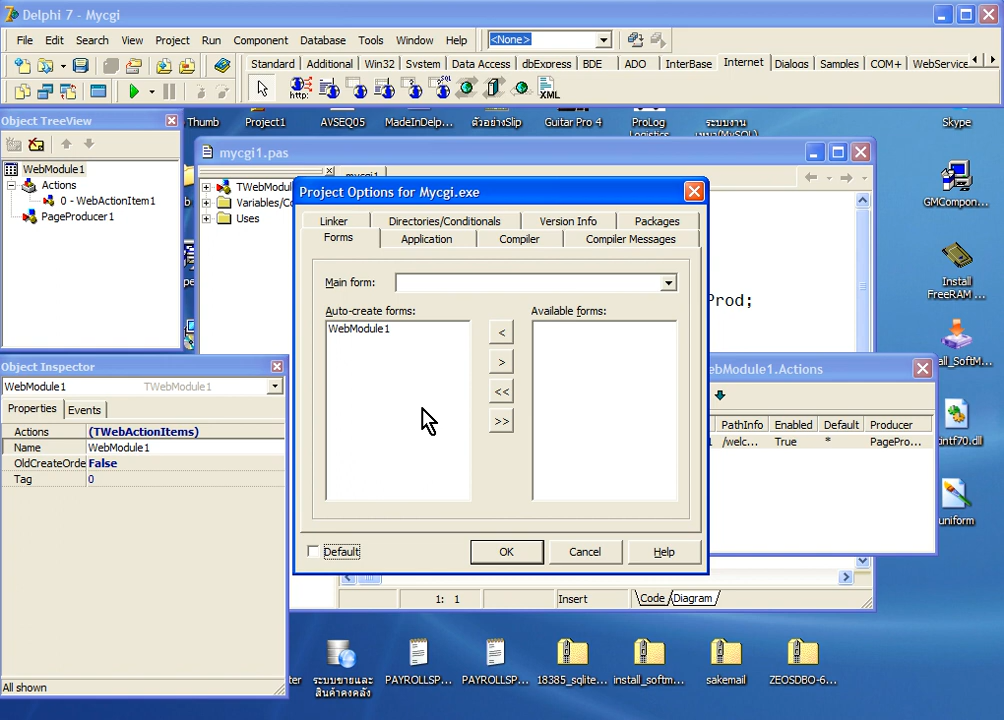 Delphi 7 - Mycgi
File Edit Search View Project Run Component Database Tools Window Help <None>
Standard Additional Win32 System Data Access dbExpress BDE ADO InterBase Internet Dialogs Samples COM+
http: SQL XML
Object TreeView
WebModule1
Actions
0 - WebActionItem1
PageProducer1
Thumb Project1 AVSEQ05 MadeInDelp... ตัวอย่างSlip Guitar Pro 4 ProLog
Skype
mycgi1.pas
Project Options for Mycgi.exe
Linker Directories/Conditionals Version Info Packages
Forms Application Compiler Compiler Messages
Main form:
Auto-create forms: Available forms:
WebModule1
<
>
<<
>>
Default OK Cancel Help
Uses
Prod;
GMCompon...
Install
FreeRAM ...
all_SoftM...
uniform
Object Inspector
WebModule1 TWebModule1
Properties Events
Actions (TWebActionItems)
Name WebModule1
OldCreateOrde False
Tag 0
All shown
ebModule1.Actions
PathInfo Enabled Default Producer
/welc... True * PagePro...
1: 1 Insert Code Diagram
ระบบขายและ
สินค้าคงคลัง
PAYROLLSP... PAYROLLSP... 18385_sqlite... install_softm... sakemail ZEOSDBO-6...